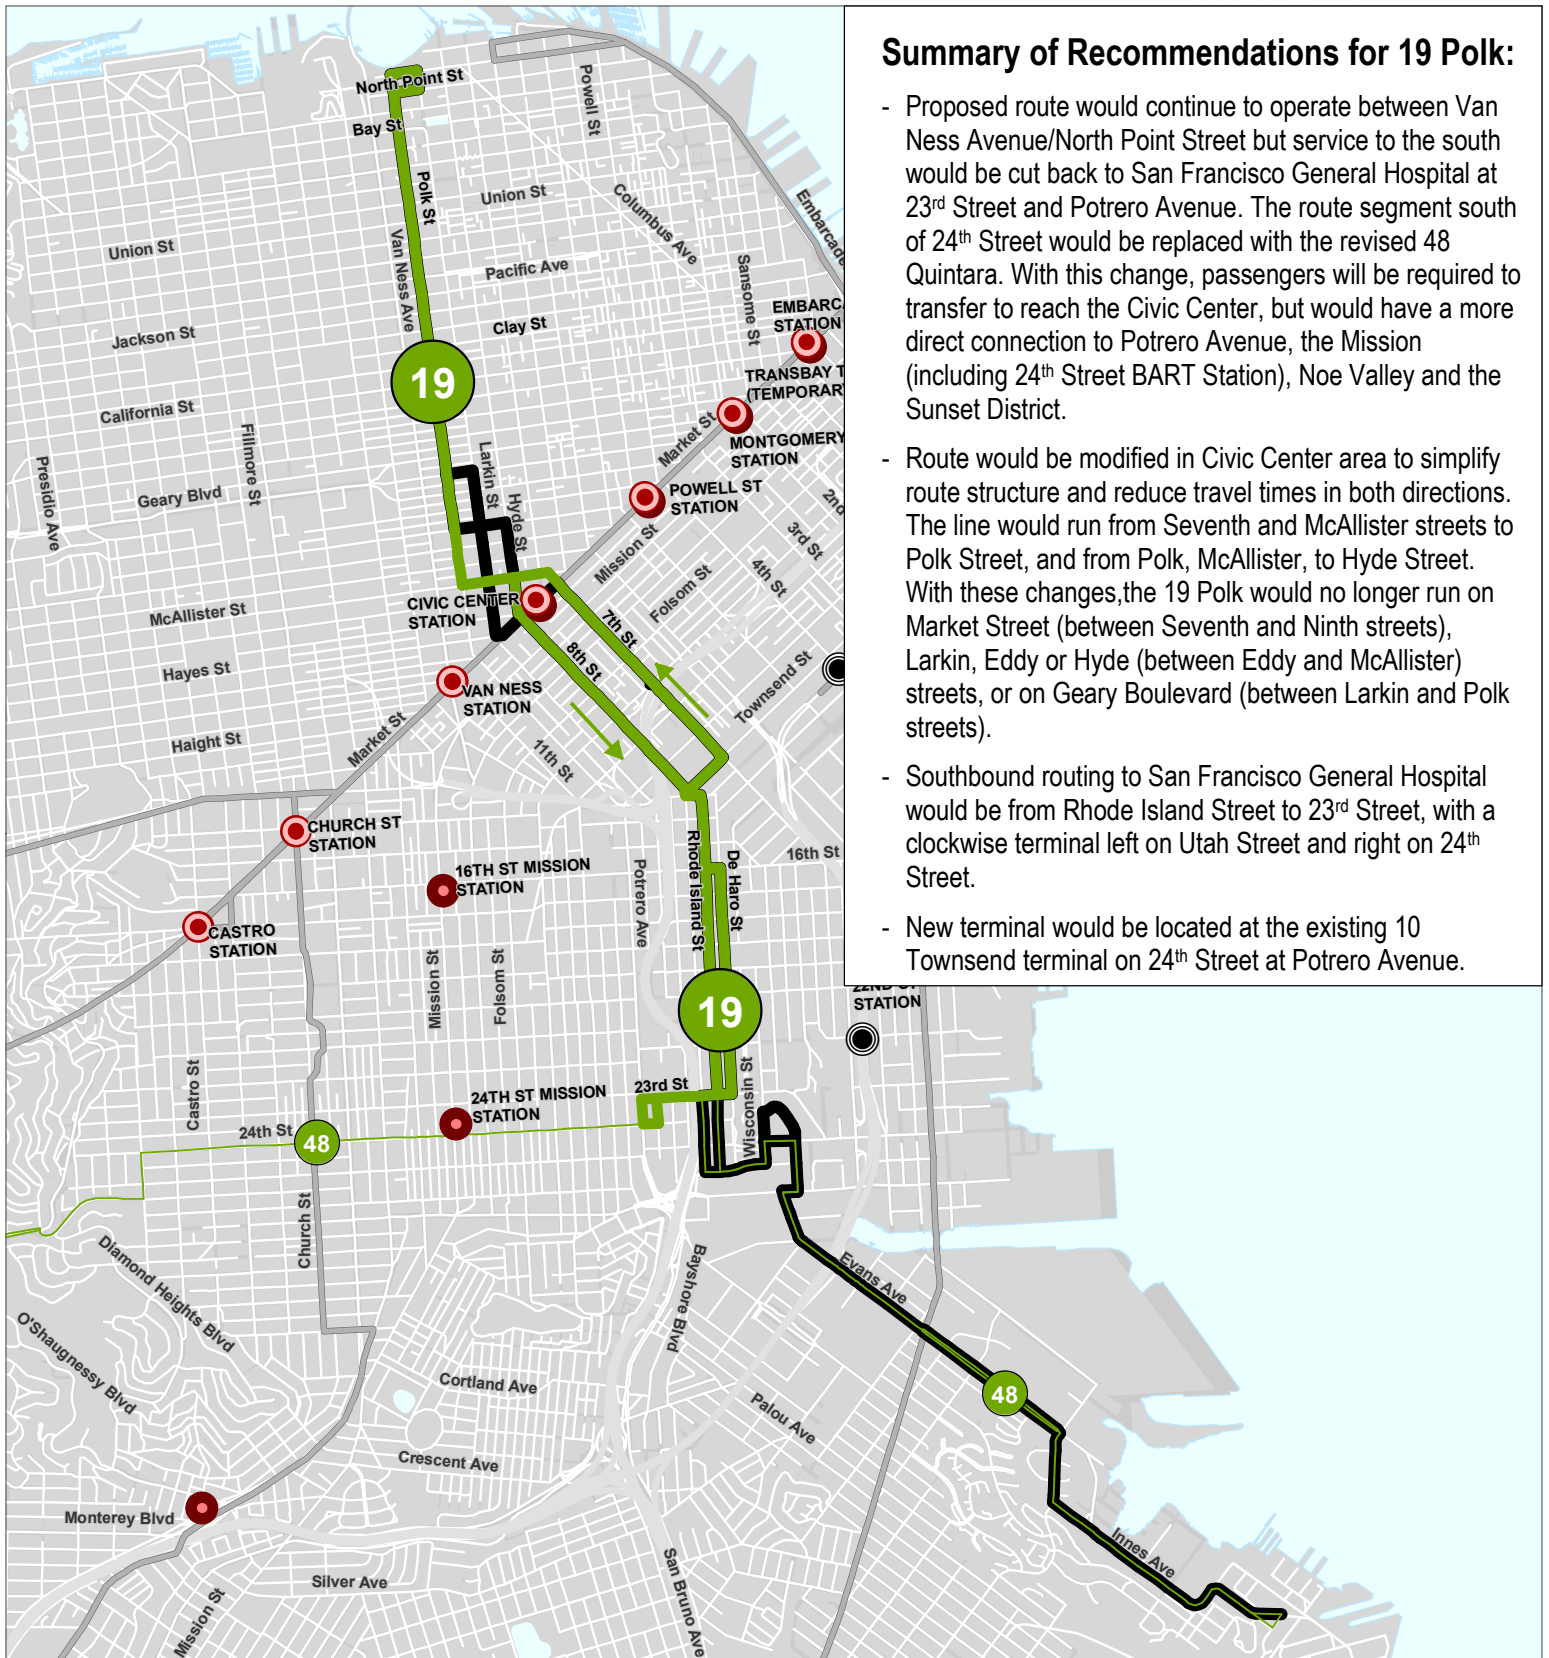 Summary of Recommendations for 19 Polk:
- Proposed route would continue to operate between Van
Ness Avenue/North Point Street but service to the south
would be cut back to San Francisco General Hospital at
23rd Street and Potrero Avenue. The route segment south
of 24th Street would be replaced with the revised 48
Quintara. With this change, passengers will be required to
transfer to reach the Civic Center, but would have a more
direct connection to Potrero Avenue, the Mission
(including 24th Street BART Station), Noe Valley and the
Sunset District.
- Route would be modified in Civic Center area to simplify
route structure and reduce travel times in both directions.
The line would run from Seventh and McAllister streets to
Polk Street, and from Polk, McAllister, to Hyde Street.
With these changes,the 19 Polk would no longer run on
Market Street (between Seventh and Ninth streets),
Larkin, Eddy or Hyde (between Eddy and McAllister)
streets, or on Geary Boulevard (between Larkin and Polk
streets).
- Southbound routing to San Francisco General Hospital
would be from Rhode Island Street to 23rd Street, with a
clockwise terminal left on Utah Street and right on 24th
Street.
- New terminal would be located at the existing 10
Townsend terminal on 24th Street at Potrero Avenue.
North Point St
Bay St
Powell St
Polk St
Union St
Columbus Ave
Embarcade
Union St
Van Ness Ave
Pacific Ave
Sansome St
Jackson St
Clay St
EMBARC
STATION
19
TRANSBAY T
(TEMPORAR
California St
Fillmore St
Market St
MONTGOMERY
STATION
Presidio Ave
Geary Blvd
Larkin St
Hyde St
POWELL ST
STATION
2nd
3rd St
4th St
Mission St
Folsom St
McAllister St
CIVIC CENTER
STATION
7th St
8th St
Hayes St
VAN NESS
STATION
Townsend St
Haight St
Market St
11th St
CHURCH ST
STATION
16TH ST MISSION
STATION
Potrero Ave
Rhode Island St
De Haro St
16th St
CASTRO
STATION
Mission St
Folsom St
19
22ND ST
STATION
Castro St
24TH ST MISSION
STATION
23rd St
Wisconsin St
24th St
48
Church St
Diamond Heights Blvd
Bayshore Blvd
Evans Ave
O'Shaugnessy Blvd
Cortland Ave
48
Palou Ave
Crescent Ave
Monterey Blvd
Innes Ave
Silver Ave
San Bruno Ave
Mission St